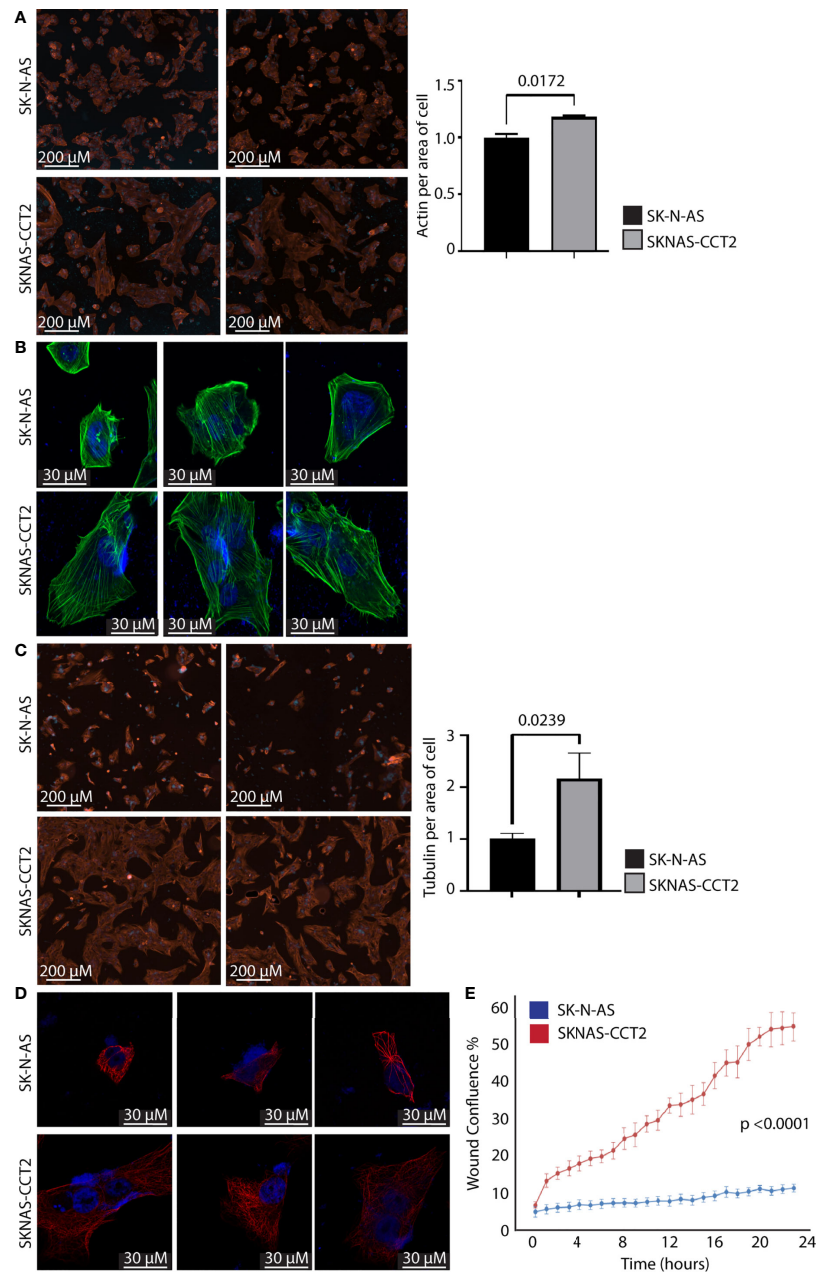 A
SK-N-AS
200 µM
200 µM
SKNAS-CCT2
200 µM
200 µM
Actin per area of cell
1.5
1.0
0.5
0
0.0172
SK-N-AS
SKNAS-CCT2
B
SK-N-AS
30 µM
30 µM
30 µM
SKNAS-CCT2
30 µM
30 µM
30 µM
C
SK-N-AS
200 µM
200 µM
SKNAS-CCT2
200 µM
200 µM
Tubulin per area of cell
3
2
1
0
0.0239
SK-N-AS
SKNAS-CCT2
D
SK-N-AS
30 µM
30 µM
30 µM
SKNAS-CCT2
30 µM
30 µM
30 µM
E
SK-N-AS
SKNAS-CCT2
Wound Confluence %
60
50
40
30
20
10
0
p <0.0001
0 4 8 12 16 20 24
Time (hours)